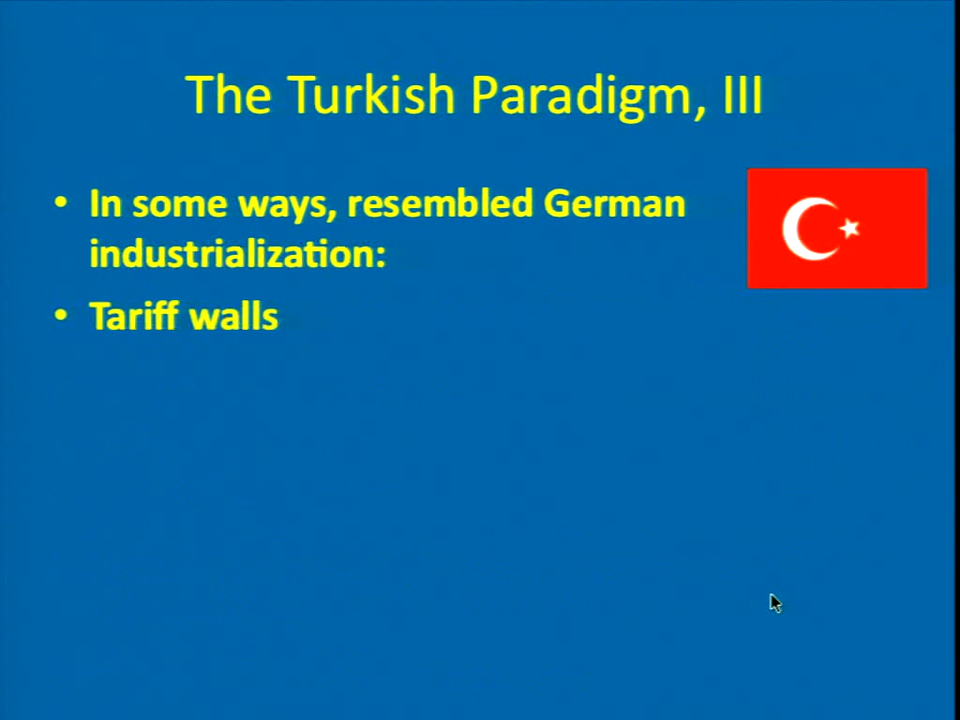 The Turkish Paradigm, III
• In some ways, resembled German
industrialization:
• Tariff walls